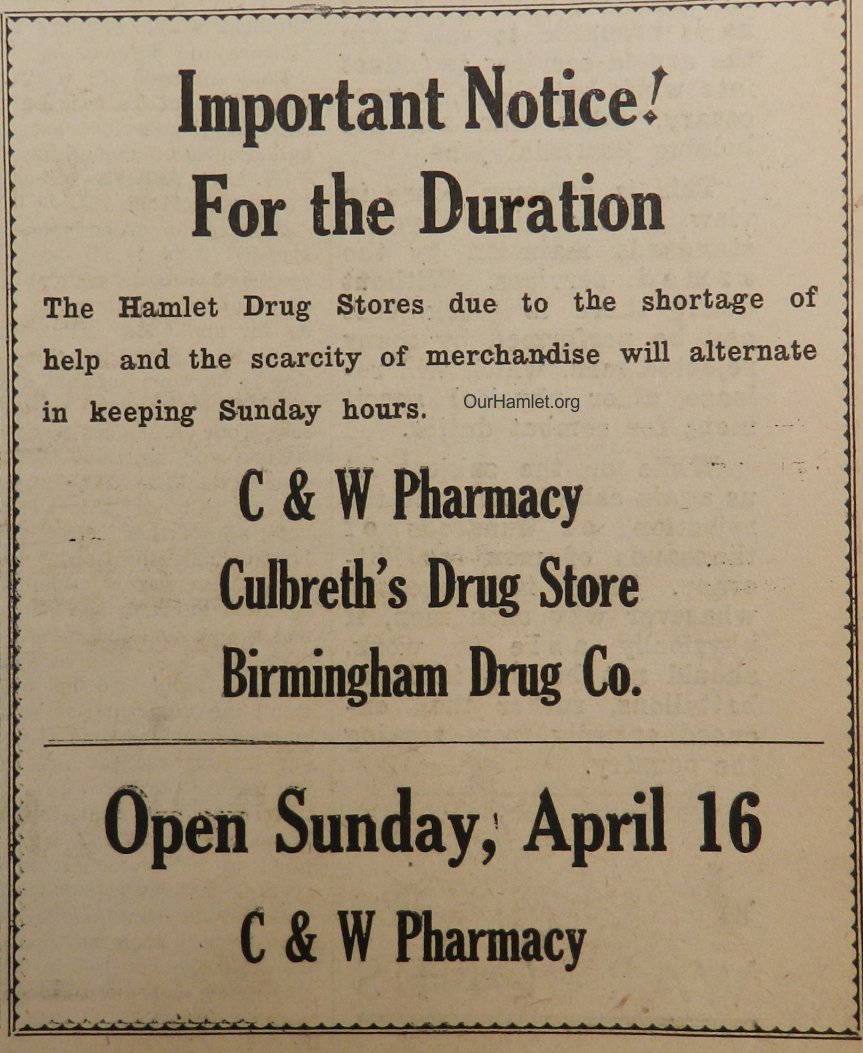 Important Notice!
For the Duration
The Hamlet Drug Stores due to the shortage of
help and the scarcity of merchandise will alternate
in keeping Sunday hours. OurHamlet.org
C & W Pharmacy
Culbreth's Drug Store
Birmingham Drug Co.
Open Sunday, April 16
C & W Pharmacy